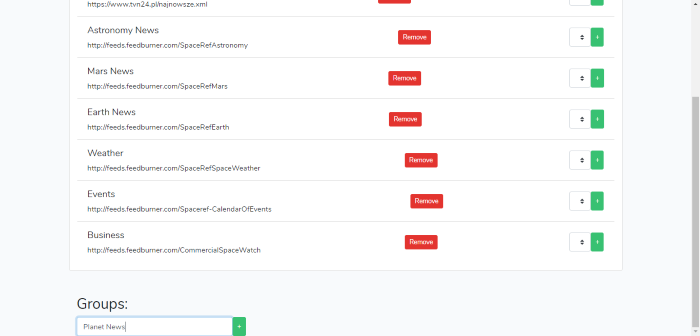 https://www.tvn24.pl/najnowsze.xml
Astronomy News
http://feeds.feedburner.com/SpaceRefAstronomy
Remove
+
Mars News
http://feeds.feedburner.com/SpaceRefMars
Remove
+
Earth News
http://feeds.feedburner.com/SpaceRefEarth
Remove
+
Weather
http://feeds.feedburner.com/SpaceRefSpaceWeather
Remove
+
Events
http://feeds.feedburner.com/Spaceref-CalendarOfEvents
Remove
+
Business
http://feeds.feedburner.com/CommercialSpaceWatch
Remove
+
Groups:
Planet News
+